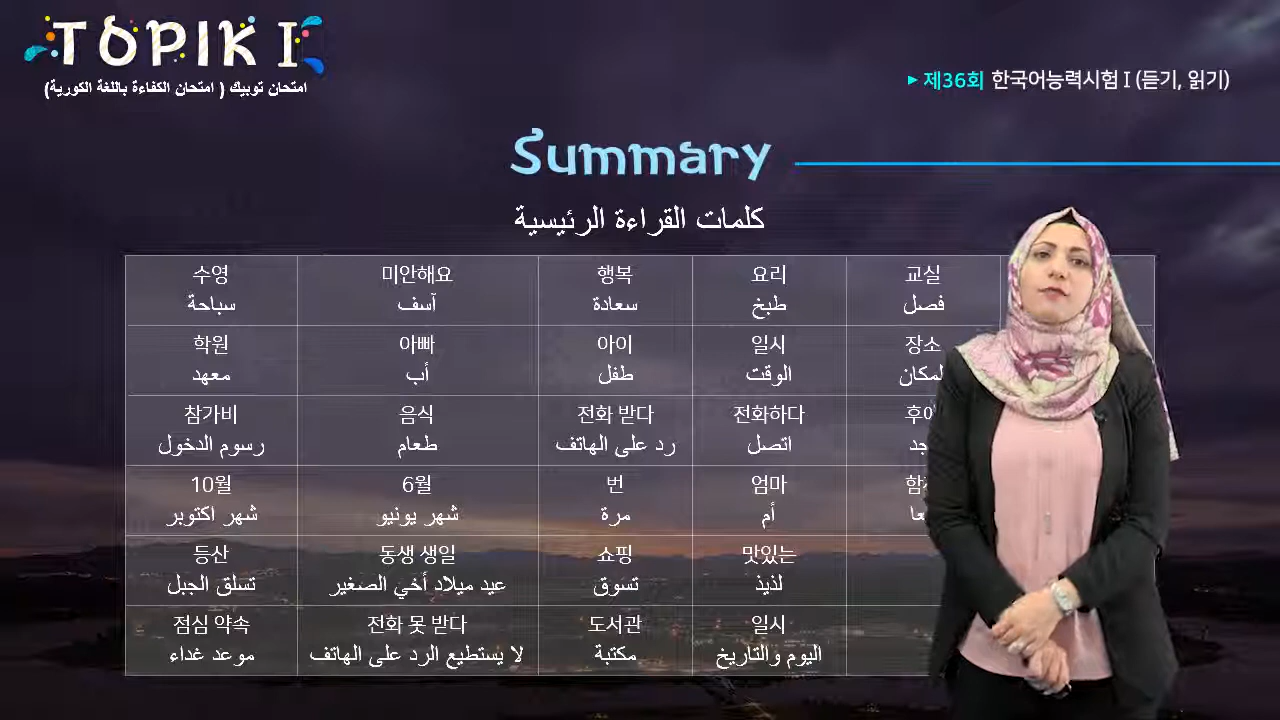 TOPIK I
امتحان توبيك ( امتحان الكفاءة باللغة الكورية)
▶ 제36회 한국어능력시험 I (듣기, 읽기)
Summary
كلمات القراءة الرئيسية
수영 미안해요 행복 요리 교실
سباحة آسف سعادة طبخ فصل
학원 아빠 아이 일시 장소
معهد أب طفل الوقت
참가비 음식 전화 받다 전화하다
رسوم الدخول طعام رد على الهاتف اتصل
10월 6월 번 엄마
شهر اكتوبر شهر يونيو مرة أم
등산 동생 생일 쇼핑 맛있는
تسلق الجبل عيد ميلاد أخي الصغير تسوق لذيذ
점심 약속 전화 못 받다 도서관 일시
موعد غداء لا يستطيع الرد على الهاتف مكتبة اليوم والتاريخ